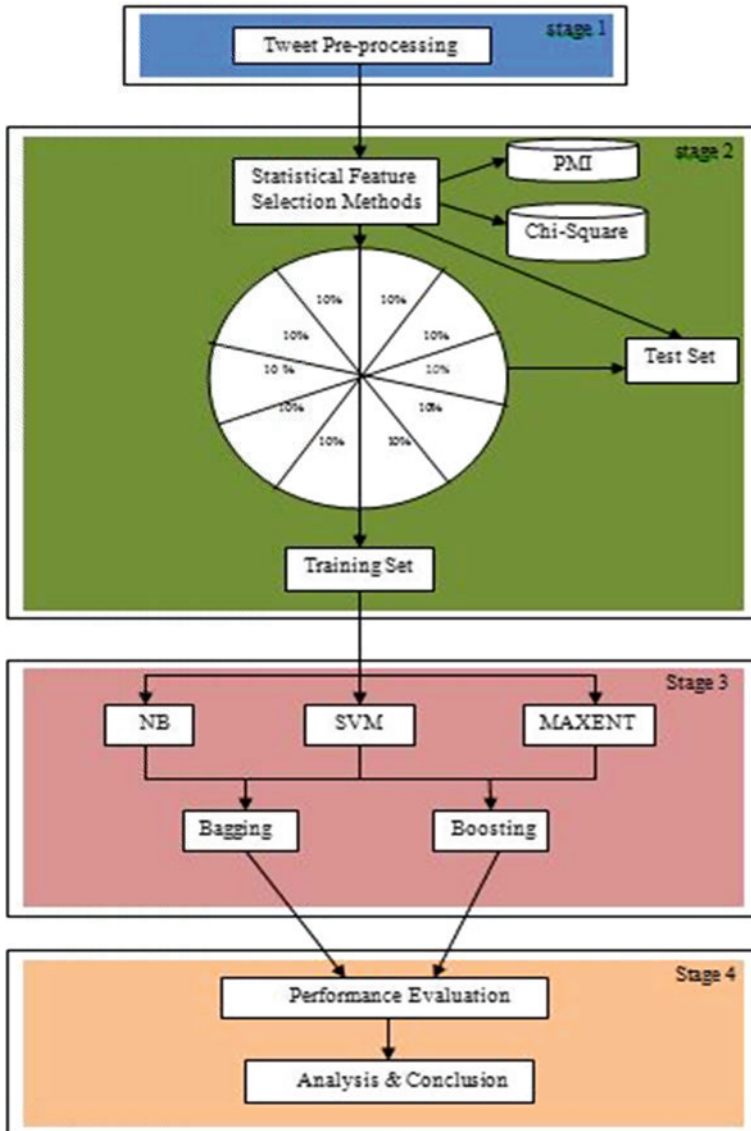 stage 1
Tweet Pre-processing
stage 2
Statistical Feature
Selection Methods
PMI
Chi-Square
10%
10%
10%
10%
10 %
10%
10%
10%
10%
10%
Test Set
Training Set
Stage 3
NB
SVM
MAXENT
Bagging
Boosting
Stage 4
Performance Evaluation
Analysis & Conclusion